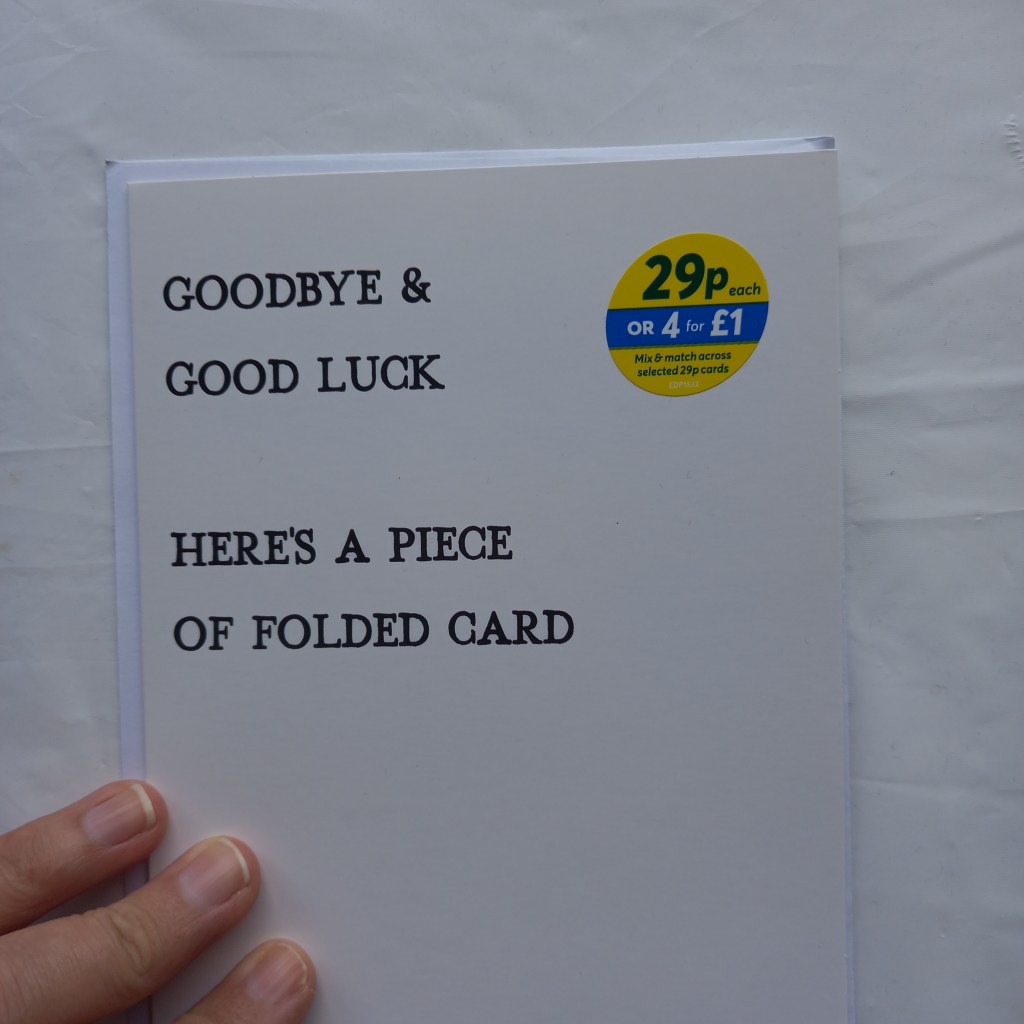 GOODBYE &
GOOD LUCK
HERE'S A PIECE
OF FOLDED CARD
29p each
OR 4 for £1
Mix & match across
selected 29p cards